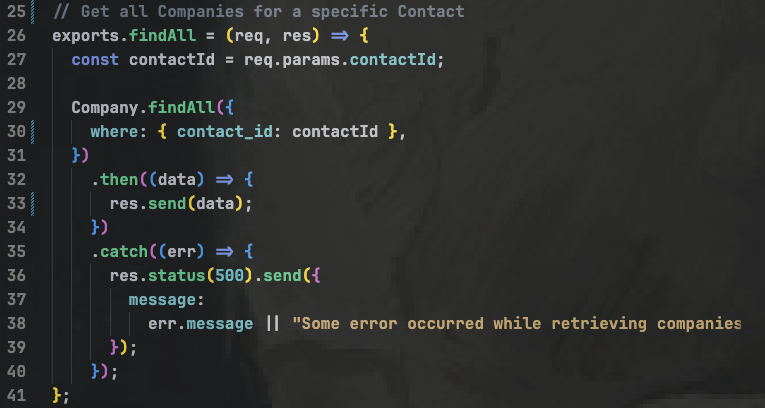 25 // Get all Companies for a specific Contact
26 exports.findAll = (req, res) => {
27   const contactId = req.params.contactId;
28
29   Company.findAll({
30     where: { contact_id: contactId },
31   })
32     .then((data) => {
33       res.send(data);
34     })
35     .catch((err) => {
36       res.status(500).send({
37         message:
38           err.message || "Some error occurred while retrieving companies
39       });
40     });
41 };